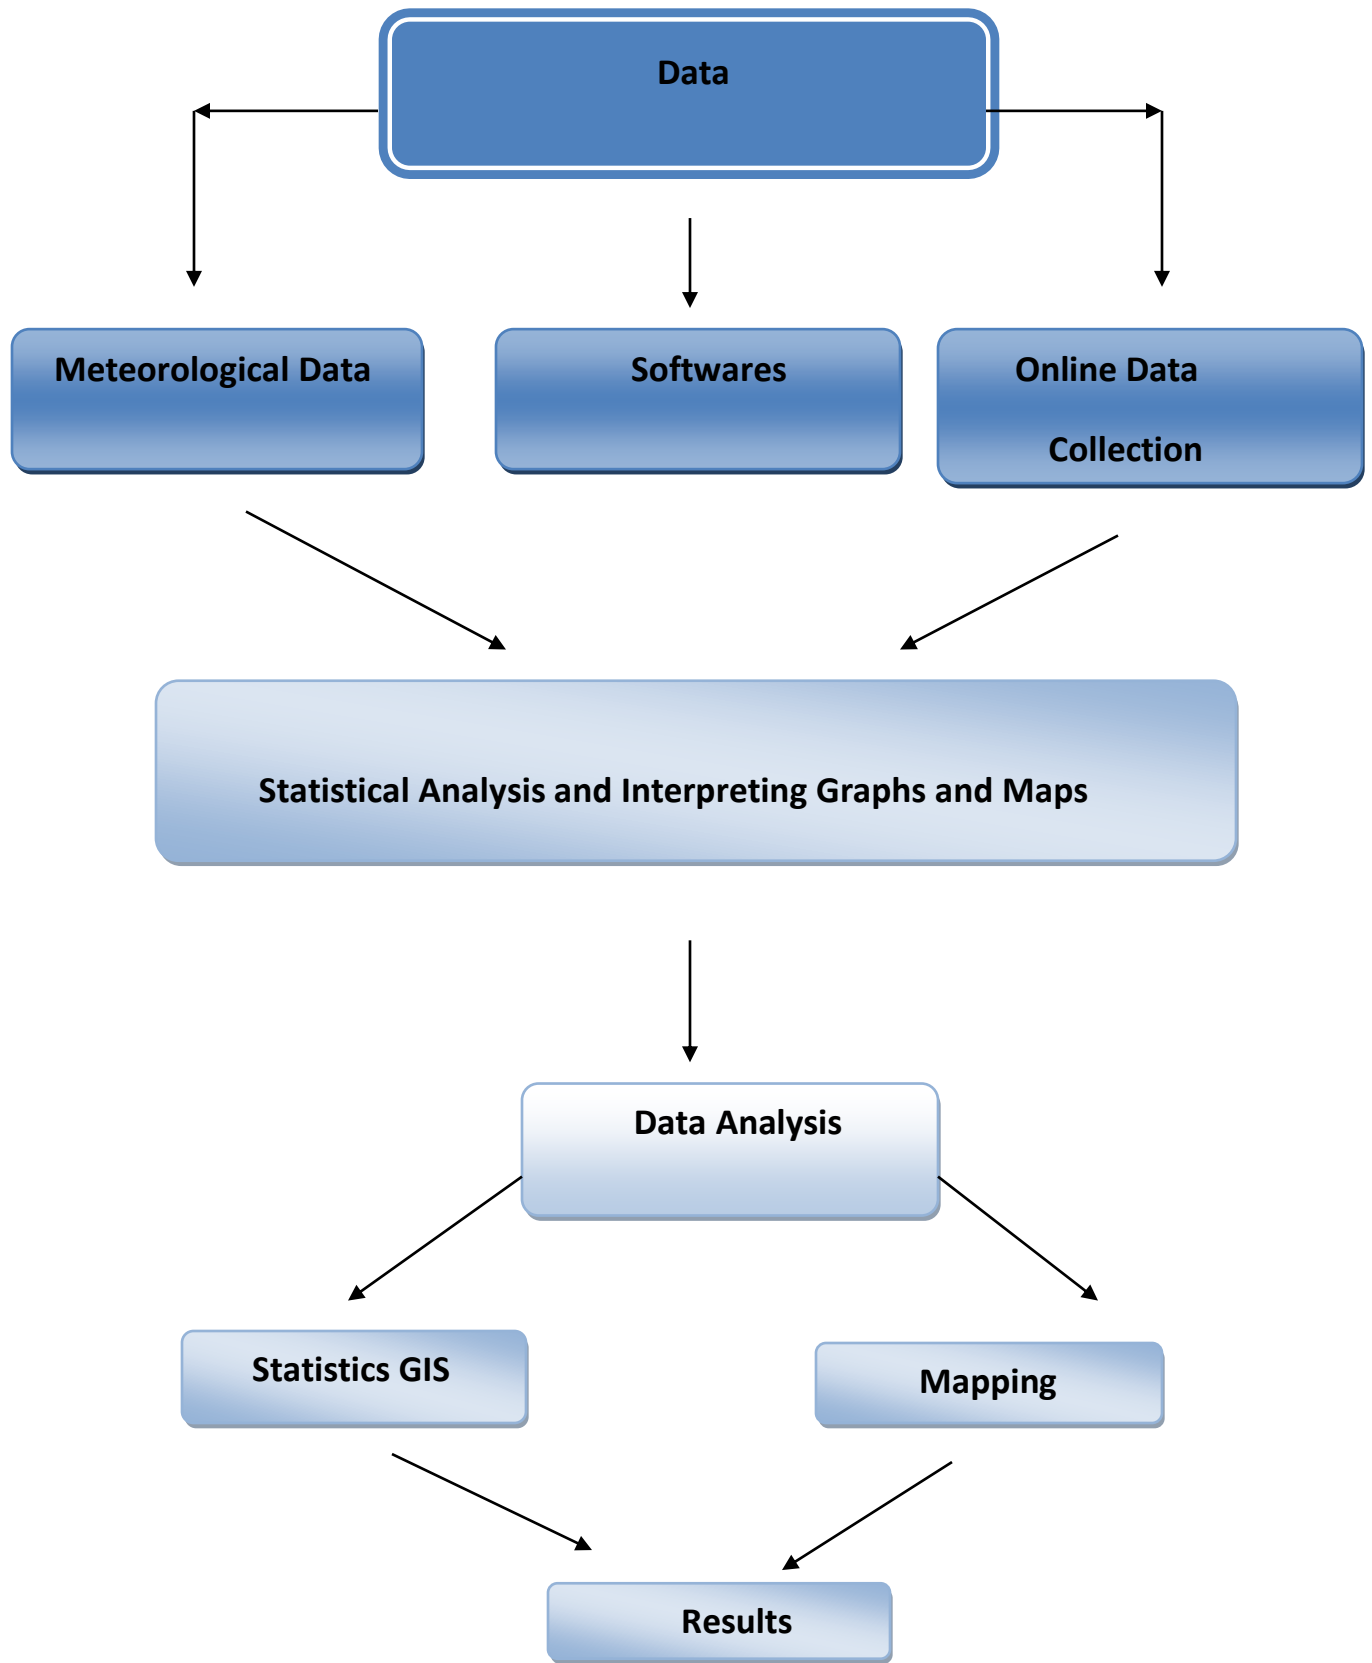 Data
Meteorological Data
Softwares
Online Data
Collection
Statistical Analysis and Interpreting Graphs and Maps
Data Analysis
Statistics GIS
Mapping
Results